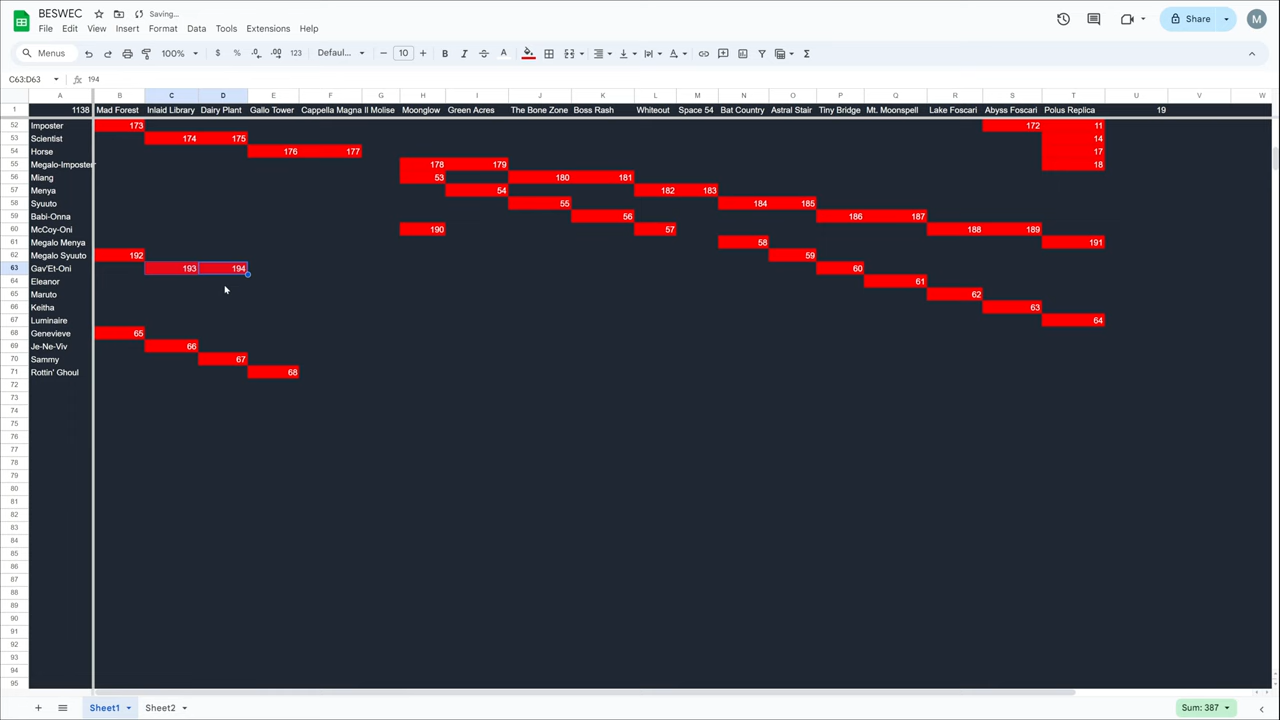 BESWEC Saving...
File Edit View Insert Format Data Tools Extensions Help
Share M
Menus 100% $ % .0 .00 123 Defaul... 10 B I A Σ
C63:D63 fx 194
A B C D E F G H I J K L M N O P Q R S T U V W
1 1138 Mad Forest Inlaid Library Dairy Plant Gallo Tower Cappella Magna Il Molise Moonglow Green Acres The Bone Zone Boss Rash Whiteout Space 54 Bat Country Astral Stair Tiny Bridge Mt. Moonspell Lake Foscari Abyss Foscari Polus Replica 19
52 Imposter 173 172 11
53 Scientist 174 175 14
54 Horse 176 177 17
55 Megalo-Imposter 178 179 18
56 Miang 53 180 181
57 Menya 54 182 183
58 Syuuto 55 184 185
59 Babi-Onna 56 186 187
60 McCoy-Oni 190 57 188 189
61 Megalo Menya 58 191
62 Megalo Syuuto 192 59
63 Gav'Et-Oni 193 194 60
64 Eleanor 61
65 Maruto 62
66 Keitha 63
67 Luminaire 64
68 Genevieve 65
69 Je-Ne-Viv 66
70 Sammy 67
71 Rottin' Ghoul 68
72
73
74
75
76
77
78
79
80
81
82
83
84
85
86
87
88
89
90
91
92
93
94
95
Sheet1 Sheet2 Sum: 387